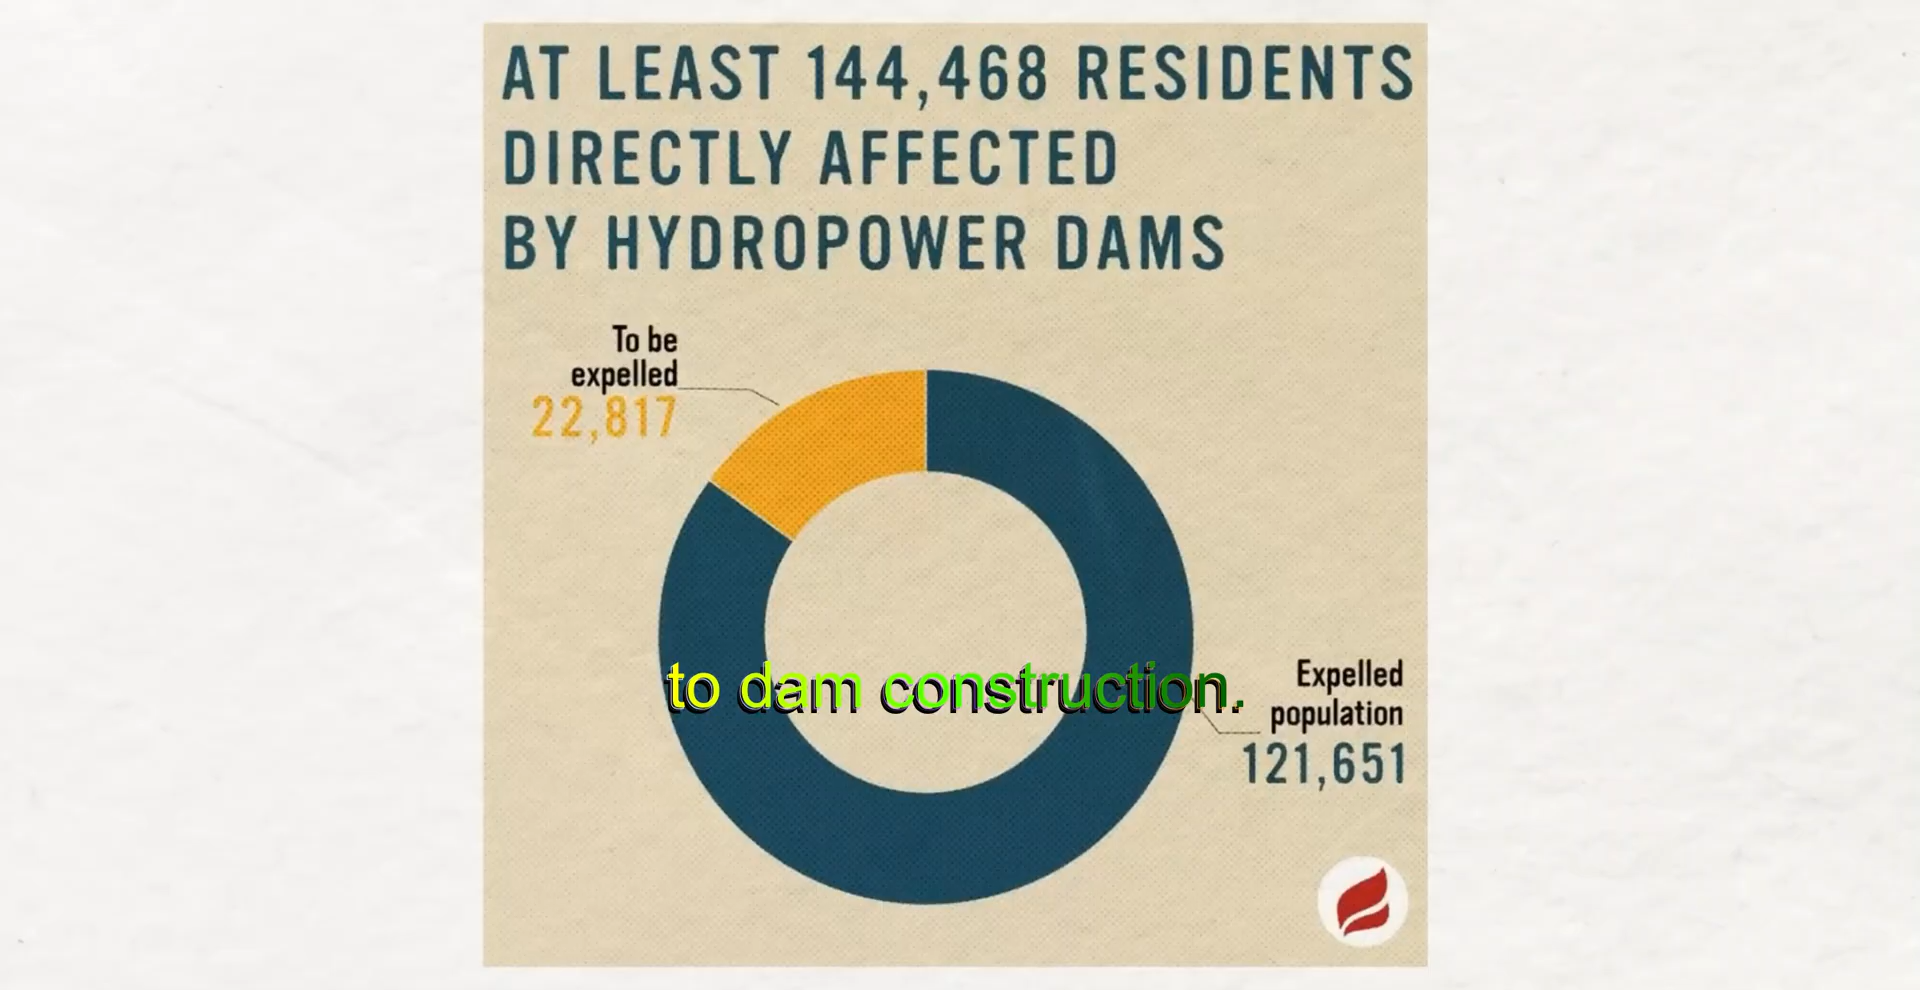 AT LEAST 144,468 RESIDENTS
DIRECTLY AFFECTED
BY HYDROPOWER DAMS
To be
expelled
22,817
to dam construction.
Expelled
population
121,651